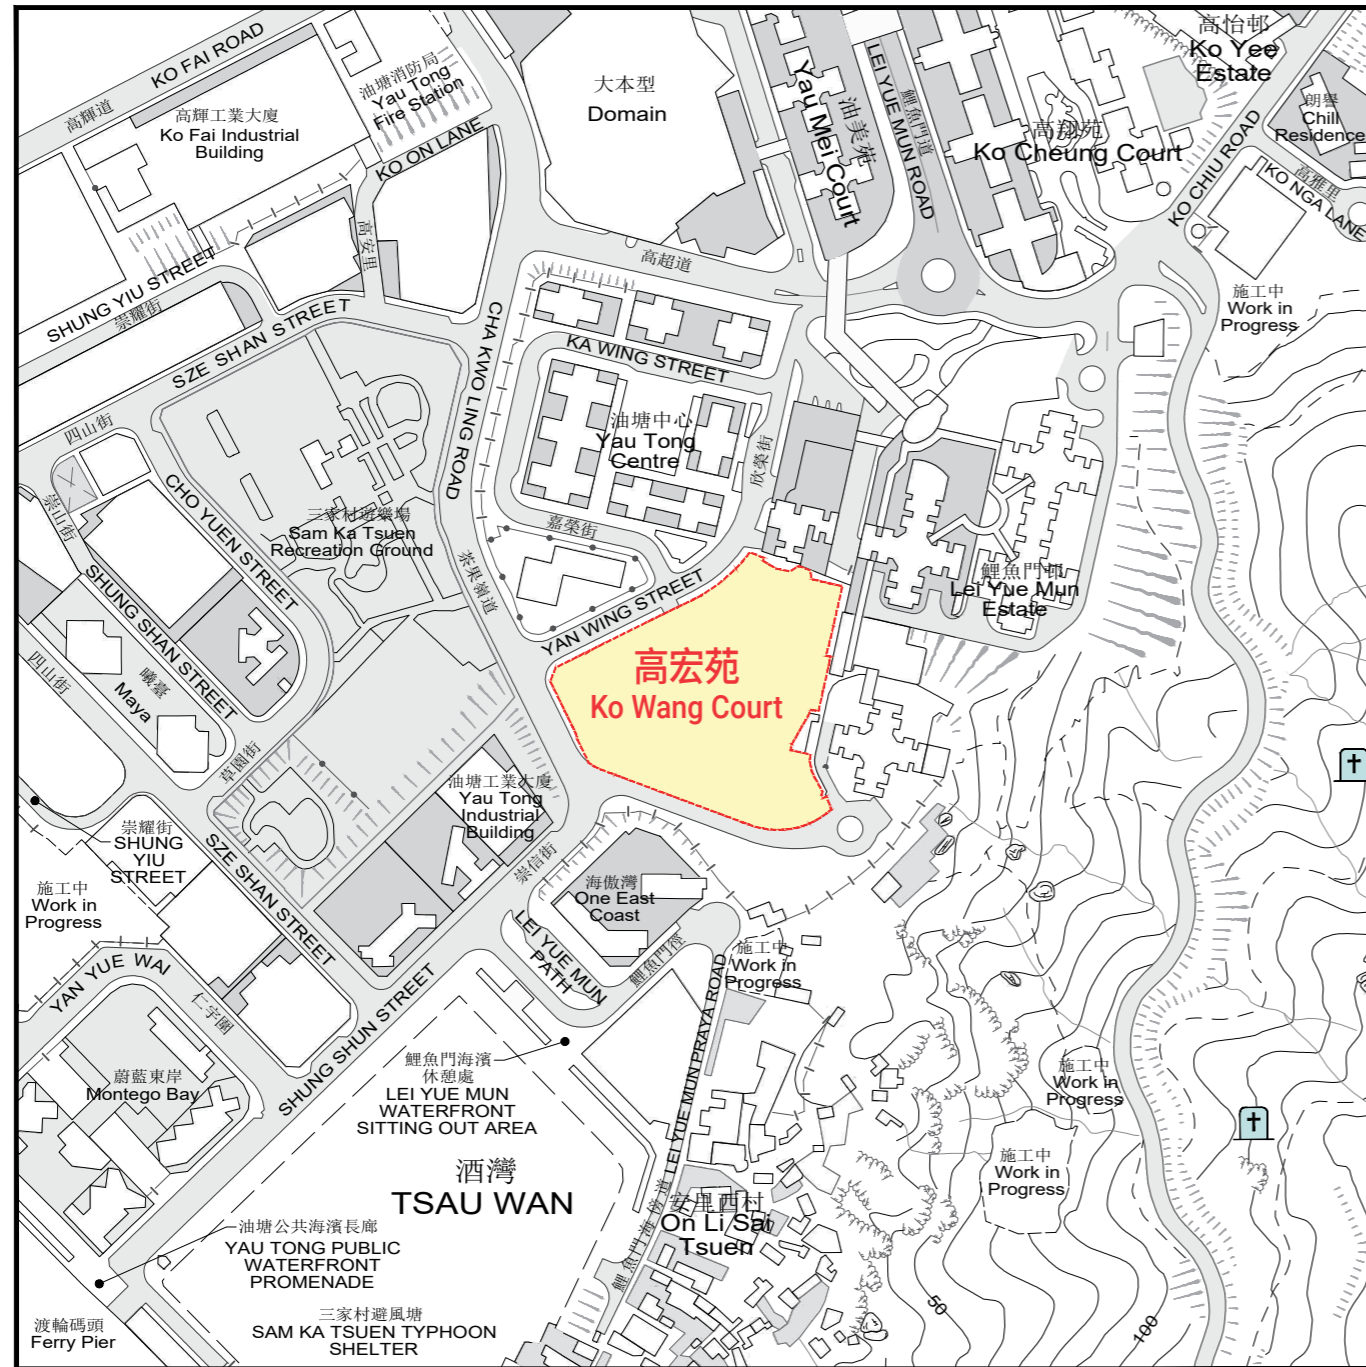 高輝道
KO FAI ROAD
高輝工業大廈
Ko Fai Industrial
Building
油塘消防局
Yau Tong
Fire Station
KO ON LANE
高安里
大本型
Domain
Yau Mei Court
油美苑
LEI YUE MUN ROAD
鯉魚門道
高翔苑
Ko Cheung Court
高怡邨
Ko Yee
Estate
朗譽
Chill
Residence
KO CHIU ROAD
高雅里
KO NGA LANE
高超道
施工中
Work in
Progress
SHUNG YIU STREET
崇耀街
SZE SHAN STREET
四山街
CHA KWO LING ROAD
茶果嶺道
KA WING STREET
油塘中心
Yau Tong
Centre
欣榮街
嘉榮街
YAN WING STREET
鯉魚門邨
Lei Yue Mun
Estate
CHO YUEN STREET
三家村遊樂場
Sam Ka Tsuen
Recreation Ground
崇山街
SHUNG SHAN STREET
四山街
曦臺
Maya
草園街
高宏苑
Ko Wang Court
油塘工業大廈
Yau Tong
Industrial
Building
崇信街
海傲灣
One East
Coast
崇耀街
SHUNG
YIU
STREET
SZE SHAN STREET
施工中
Work in
Progress
LEI YUE MUN
PATH
鯉魚門徑
施工中
Work in
Progress
YAN YUE WAI
仁宇圍
SHUNG SHUN STREET
蔚藍東岸
Montego Bay
鯉魚門海濱
休憩處
LEI YUE MUN
WATERFRONT
SITTING OUT AREA
LEI YUE MUN PRAYA ROAD
鯉魚門海傍道
施工中
Work in
Progress
施工中
Work in
Progress
酒灣
TSAU WAN
安里西村
On Li Sai
Tsuen
油塘公共海濱長廊
YAU TONG PUBLIC
WATERFRONT
PROMENADE
三家村避風塘
SAM KA TSUEN TYPHOON
SHELTER
渡輪碼頭
Ferry Pier
50
100